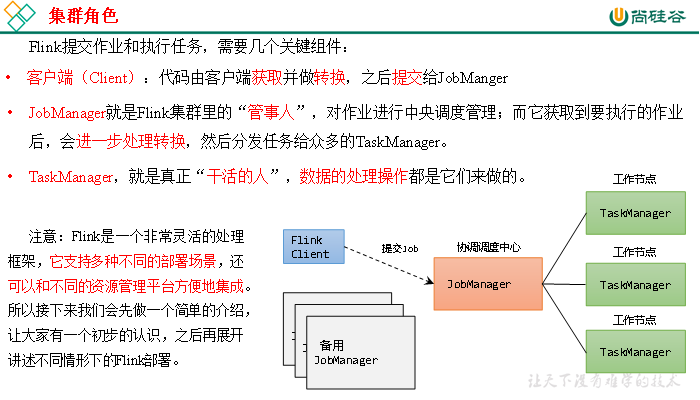 集群角色
尚硅谷
Flink提交作业和执行任务，需要几个关键组件：
• 客户端（Client）：代码由客户端获取并做转换，之后提交给JobManger
• JobManager就是Flink集群里的“管事人”，对作业进行中央调度管理；而它获取到要执行的作业
后，会进一步处理转换，然后分发任务给众多的TaskManager。
• TaskManager，就是真正“干活的人”，数据的处理操作都是它们来做的。
注意：Flink是一个非常灵活的处理
框架，它支持多种不同的部署场景，还
可以和不同的资源管理平台方便地集成。
所以接下来我们会先做一个简单的介绍，
让大家有一个初步的认识，之后再展开
讲述不同情形下的Flink部署。
Flink
Client
提交Job
协调调度中心
JobManager
备用
JobManager
工作节点
TaskManager
工作节点
TaskManager
工作节点
TaskManager
让天下没有难学的技术